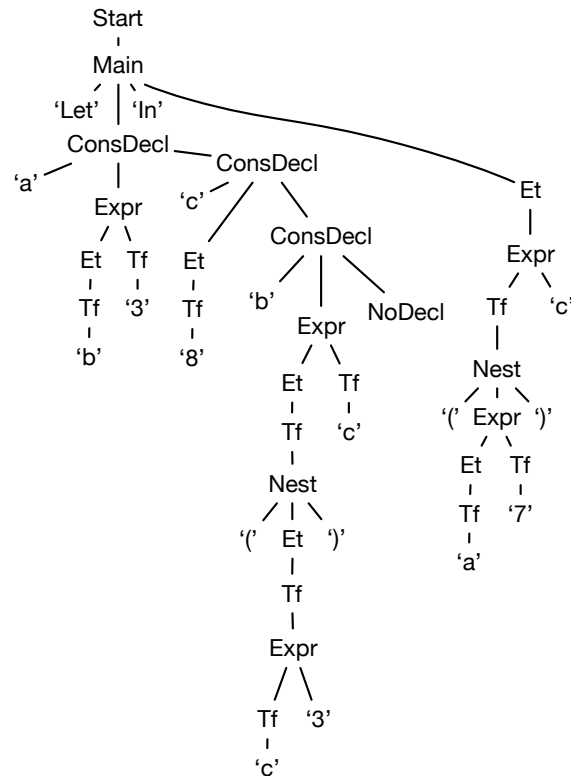 Start
Main
‘Let’ ‘In’
ConsDecl ConsDecl
‘a’ ‘c’ Et
Expr ConsDecl
Et Tf Et ‘b’ NoDecl Expr
Tf ‘3’ Tf Expr Tf ‘c’
‘b’ ‘8’
Et Tf Nest
Tf ‘c’ ‘(’ Expr ‘)’
Nest Et Tf
‘(’ Et ‘)’ Tf ‘7’
Tf ‘a’
Expr
Tf ‘3’
‘c’